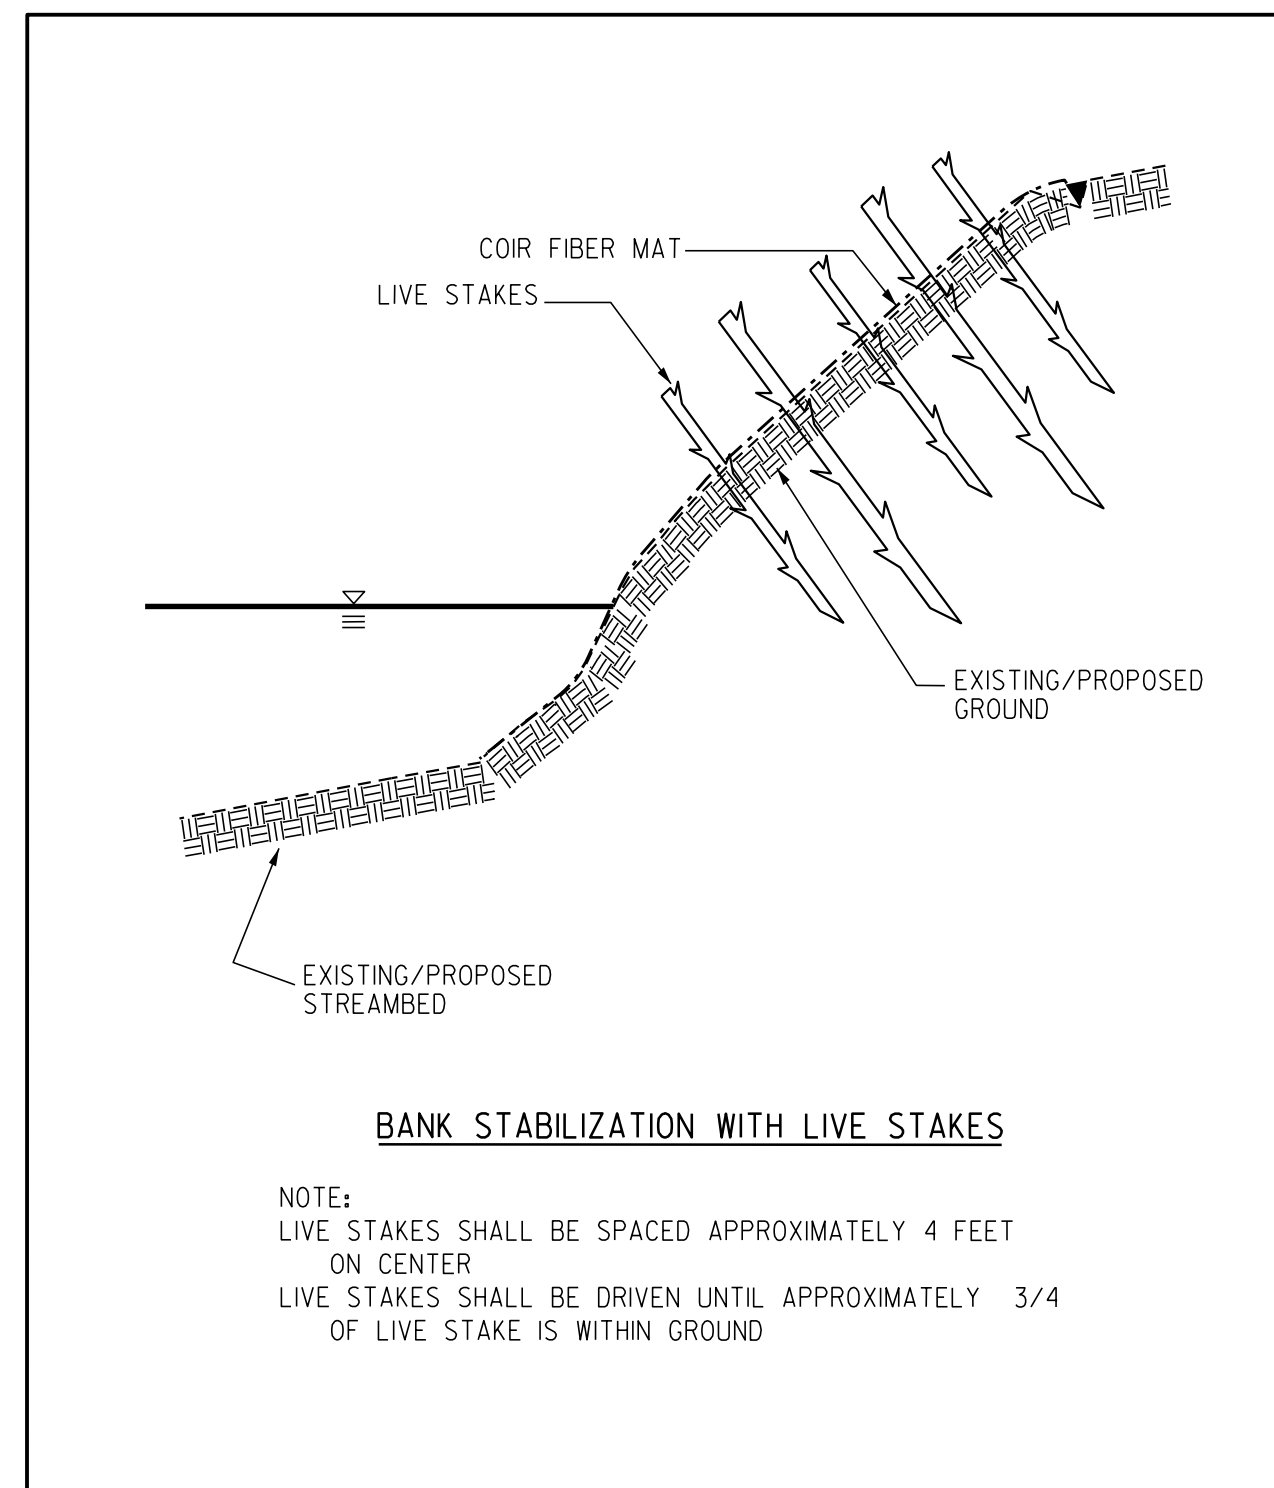 COIR FIBER MAT
LIVE STAKES
EXISTING/PROPOSED
GROUND
EXISTING/PROPOSED
STREAMBED
BANK STABILIZATION WITH LIVE STAKES
NOTE:
LIVE STAKES SHALL BE SPACED APPROXIMATELY 4 FEET
ON CENTER
LIVE STAKES SHALL BE DRIVEN UNTIL APPROXIMATELY 3/4
OF LIVE STAKE IS WITHIN GROUND